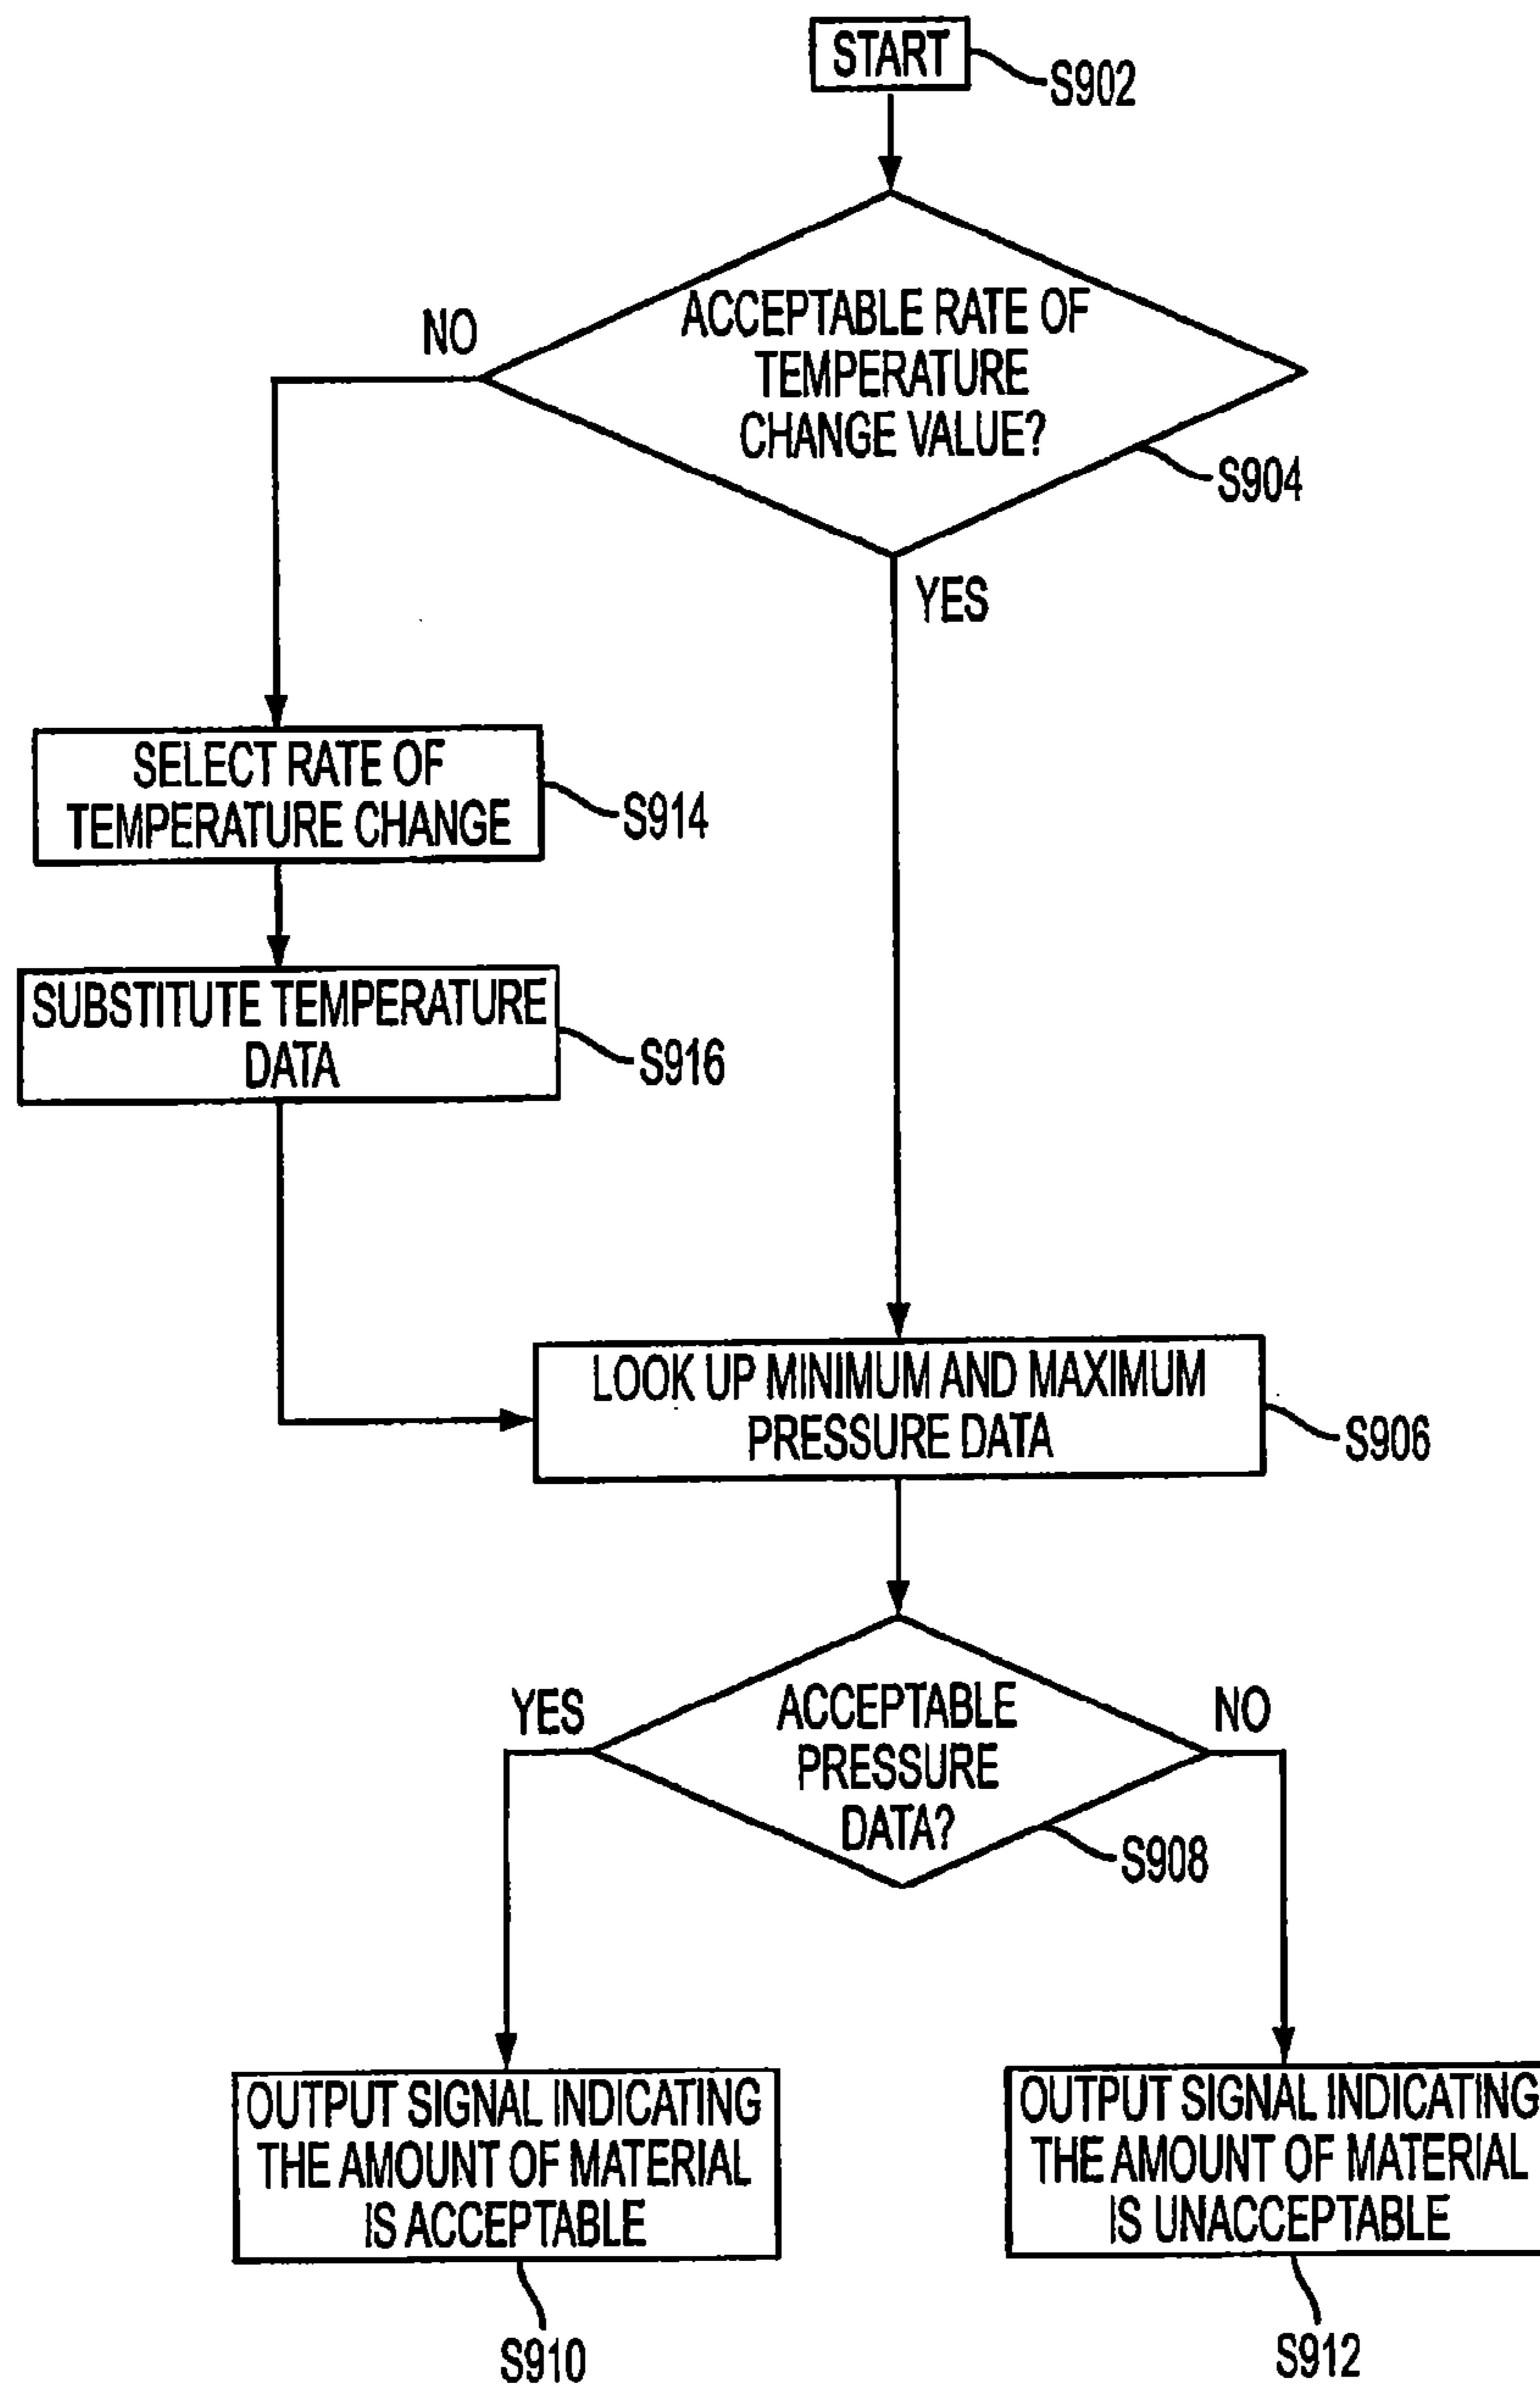 START
S902
NO
ACCEPTABLE RATE OF
TEMPERATURE
CHANGE VALUE?
S904
YES
SELECT RATE OF
TEMPERATURE CHANGE
S914
SUBSTITUTE TEMPERATURE
DATA
S916
LOOK UP MINIMUM AND MAXIMUM
PRESSURE DATA
S906
YES
ACCEPTABLE
PRESSURE
DATA?
NO
S908
OUTPUT SIGNAL INDICATING
THE AMOUNT OF MATERIAL
IS ACCEPTABLE
S910
OUTPUT SIGNAL INDICATING
THE AMOUNT OF MATERIAL
IS UNACCEPTABLE
S912